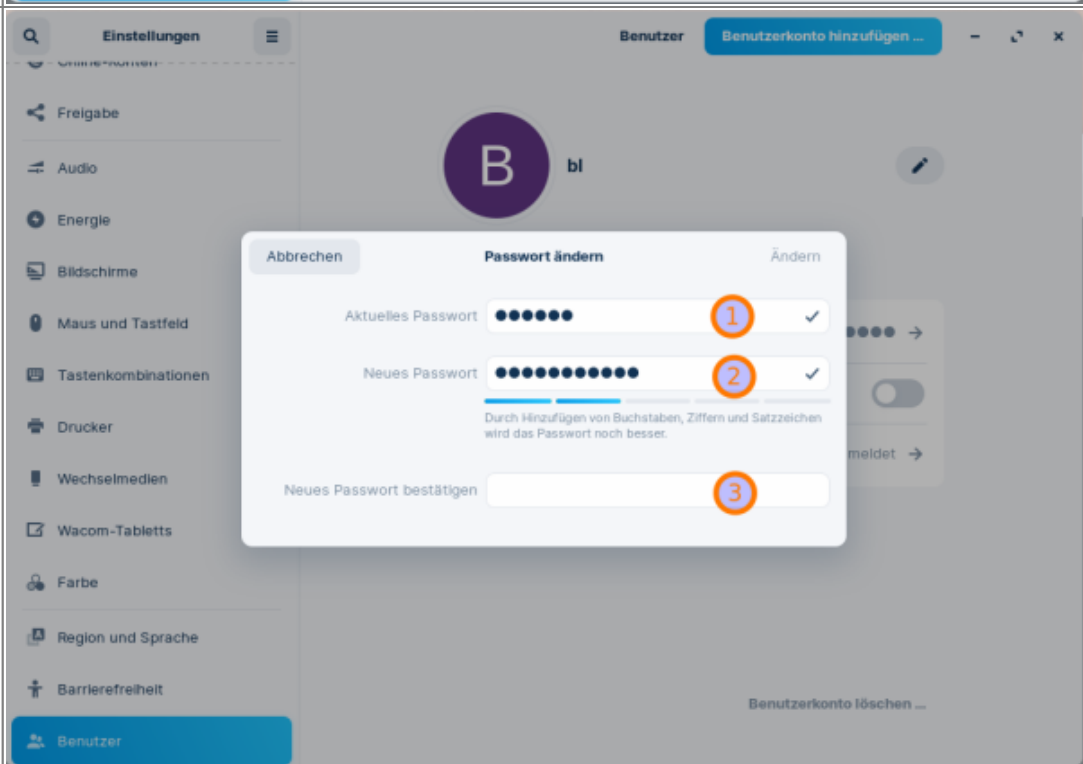 Einstellungen
Benutzer
Benutzerkonto hinzufügen ...
Online-Konten
Freigabe
Audio
Energie
Bildschirme
Maus und Tastfeld
Tastenkombinationen
Drucker
Wechselmedien
Wacom-Tabletts
Farbe
Region und Sprache
Barrierefreiheit
Benutzer
B
bl
Abbrechen
Passwort ändern
Ändern
Aktuelles Passwort ●●●●●●
1
Neues Passwort ●●●●●●●●●●●
2
Durch Hinzufügen von Buchstaben, Ziffern und Satzzeichen
wird das Passwort noch besser.
Neues Passwort bestätigen
3
●●●●
meldet
Benutzerkonto löschen ...